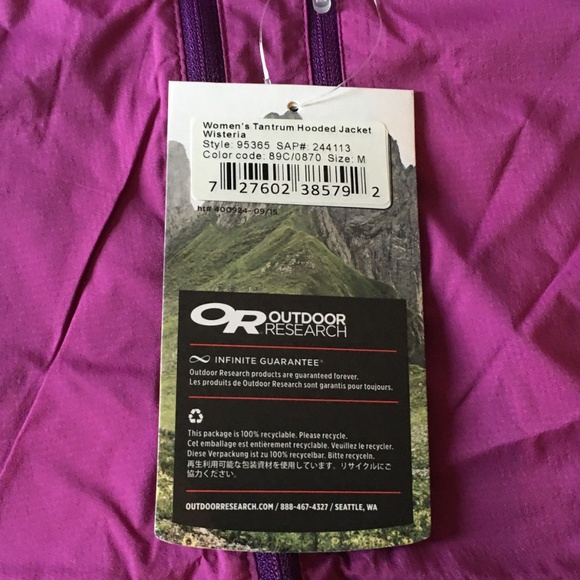 Women's Tantrum Hooded Jacket
Wisteria
Style: 95365 SAP#: 244113
Color code: 89C/0870 Size: M
7 27602 38579 2
ht# 400924- 09/15
OR OUTDOOR
RESEARCH
INFINITE GUARANTEE®
Outdoor Research products are guaranteed forever.
Les produits de Outdoor Research sont garantis pour toujours.
This package is 100% recyclable. Please recycle.
Cet emballage est entièrement recyclable. Veuillez le recycler.
Diese Verpackung ist zu 100% recycelbar. Bitte recyceln.
再生利用可能な包装資材を使用しています、リサイクルにご
協力ください。
OUTDOORRESEARCH.COM / 888-467-4327 / SEATTLE, WA